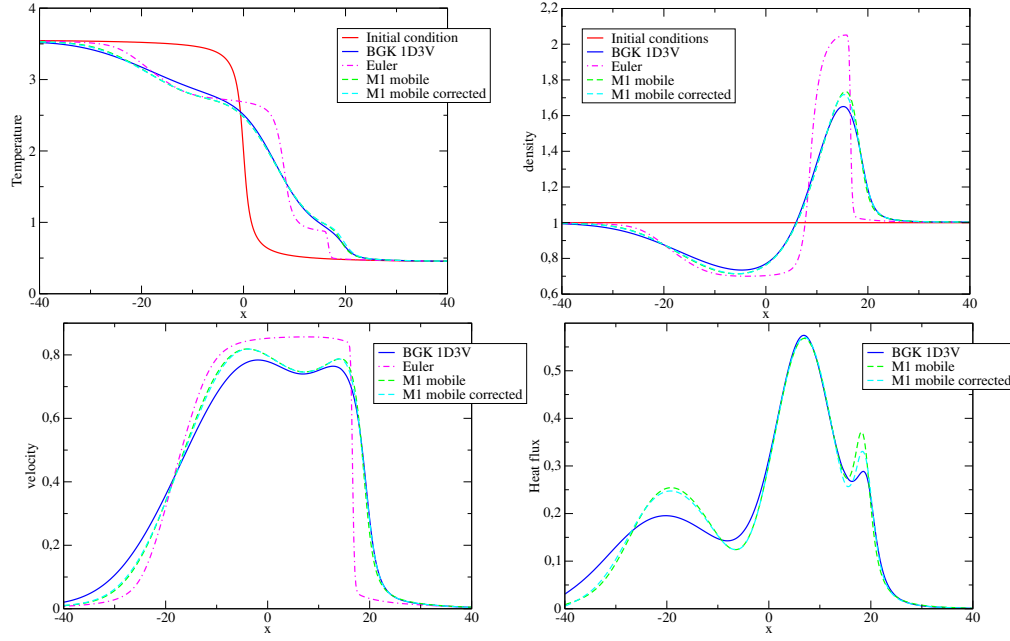 4
3
2
1
0
-40 -20 0 20 40
x
Temperature
Initial condition
BGK 1D3V
Euler
M1 mobile
M1 mobile corrected
2,2
2
1,8
1,6
1,4
1,2
1
0,8
0,6
-40 -20 0 20 40
x
density
Initial conditions
BGK 1D3V
Euler
M1 mobile
M1 mobile corrected
0,8
0,6
0,4
0,2
0
-40 -20 0 20 40
x
velocity
BGK 1D3V
Euler
M1 mobile
M1 mobile corrected
0,5
0,4
0,3
0,2
0,1
0
-40 -20 0 20 40
x
Heat flux
BGK 1D3V
M1 mobile
M1 mobile corrected